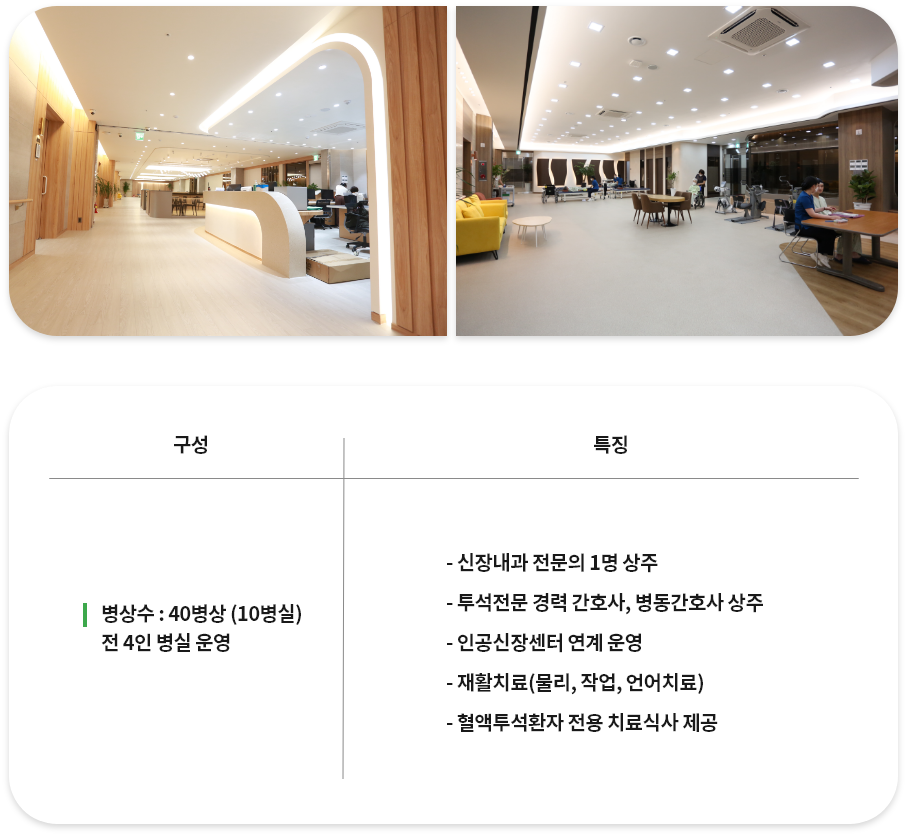 구성
특징
병상수 : 40병상 (10병실)
전 4인 병실 운영
- 신장내과 전문의 1명 상주
- 투석전문 경력 간호사, 병동간호사 상주
- 인공신장센터 연계 운영
- 재활치료(물리, 작업, 언어치료)
- 혈액투석환자 전용 치료식사 제공